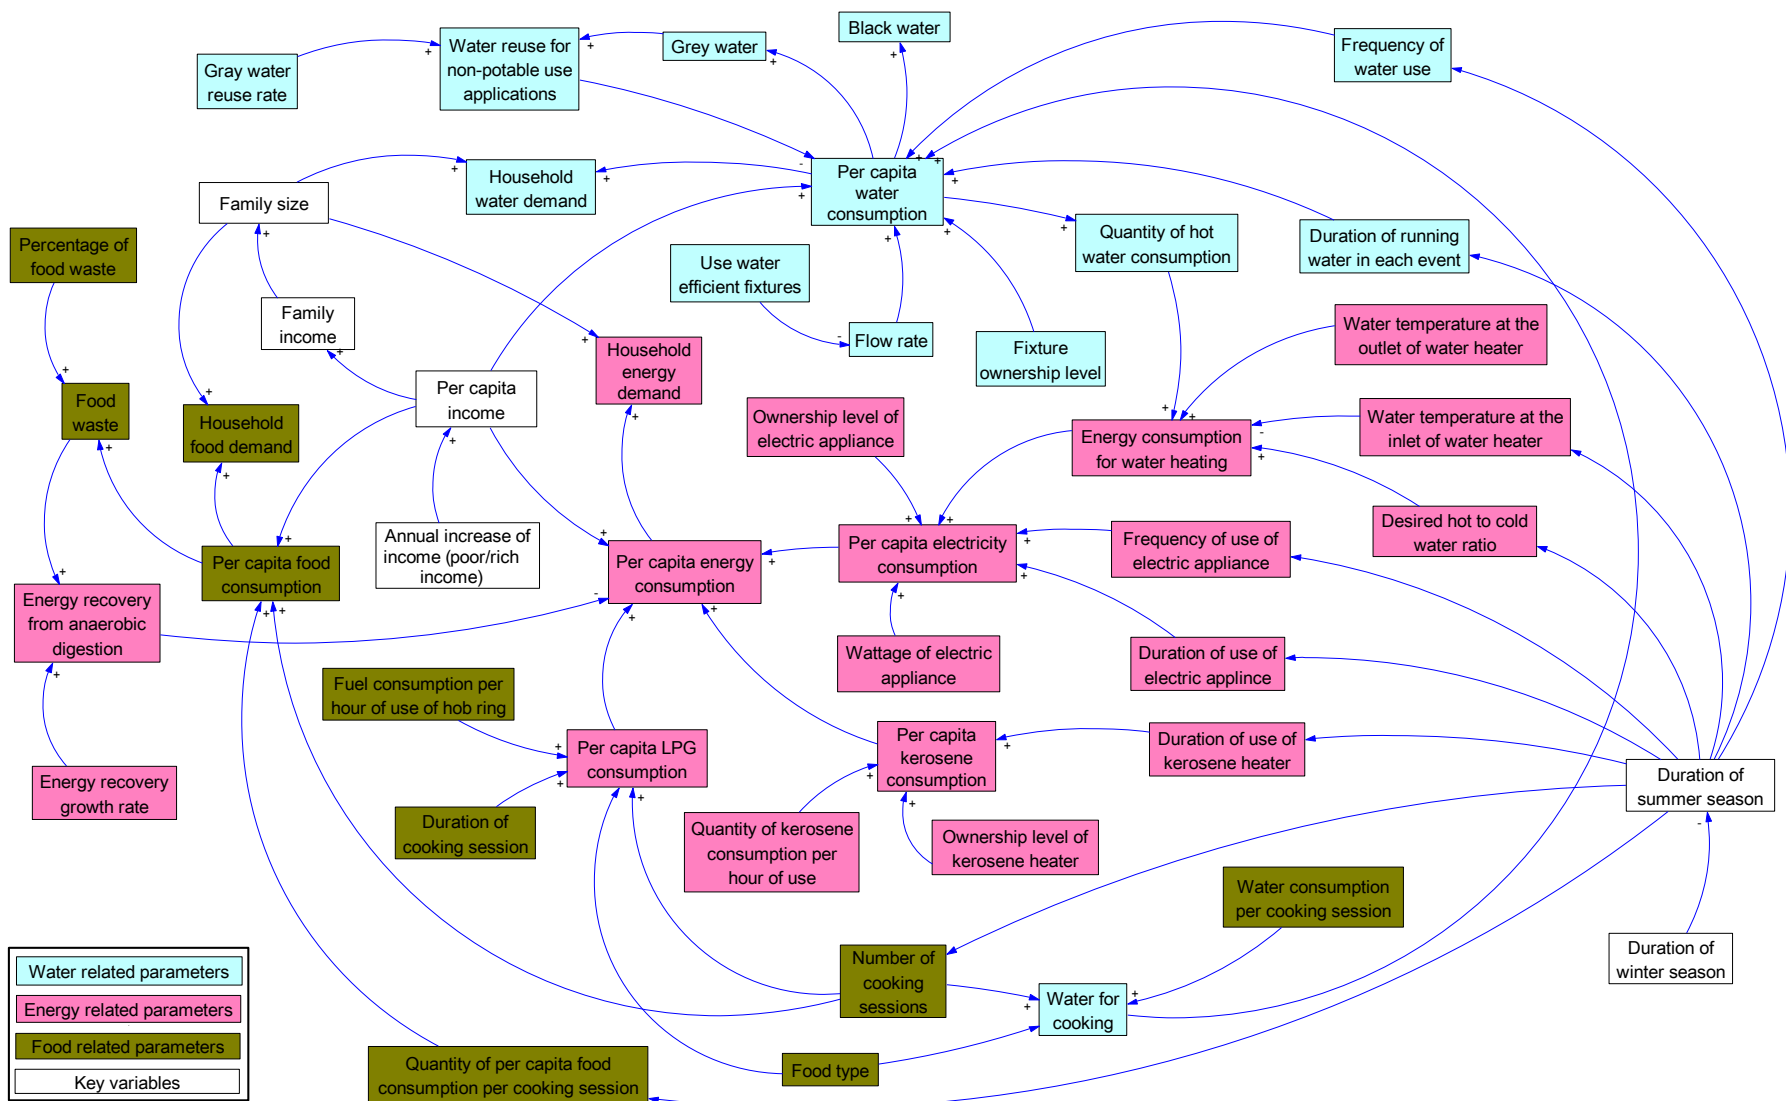 Black water
Grey water
Water reuse for
non-potable use
applications
Gray water
reuse rate
Frequency of
water use
Household
water demand
Per capita
water
consumption
Family size
Percentage of
food waste
Use water
efficient fixtures
Quantity of hot
water consumption
Duration of running
water in each event
Family
income
Flow rate
Fixture
ownership level
Water temperature at the
outlet of water heater
Household
energy
demand
Food
waste
Household
food demand
Per capita
income
Ownership level of
electric appliance
Energy consumption
for water heating
Water temperature at the
inlet of water heater
Annual increase of
income (poor/rich
income)
Per capita food
consumption
Per capita energy
consumption
Per capita electricity
consumption
Frequency of use of
electric appliance
Desired hot to cold
water ratio
Energy recovery
from anaerobic
digestion
Wattage of electric
appliance
Duration of use of
electric applince
Fuel consumption per
hour of use of hob ring
Per capita LPG
consumption
Per capita
kerosene
consumption
Duration of use of
kerosene heater
Energy recovery
growth rate
Duration of
summer season
Duration of
cooking session
Quantity of kerosene
consumption per
hour of use
Ownership level of
kerosene heater
Water consumption
per cooking session
Number of
cooking
sessions
Water for
cooking
Duration of
winter season
Quantity of per capita food
consumption per cooking session
Food type
Water related parameters
Energy related parameters
Food related parameters
Key variables